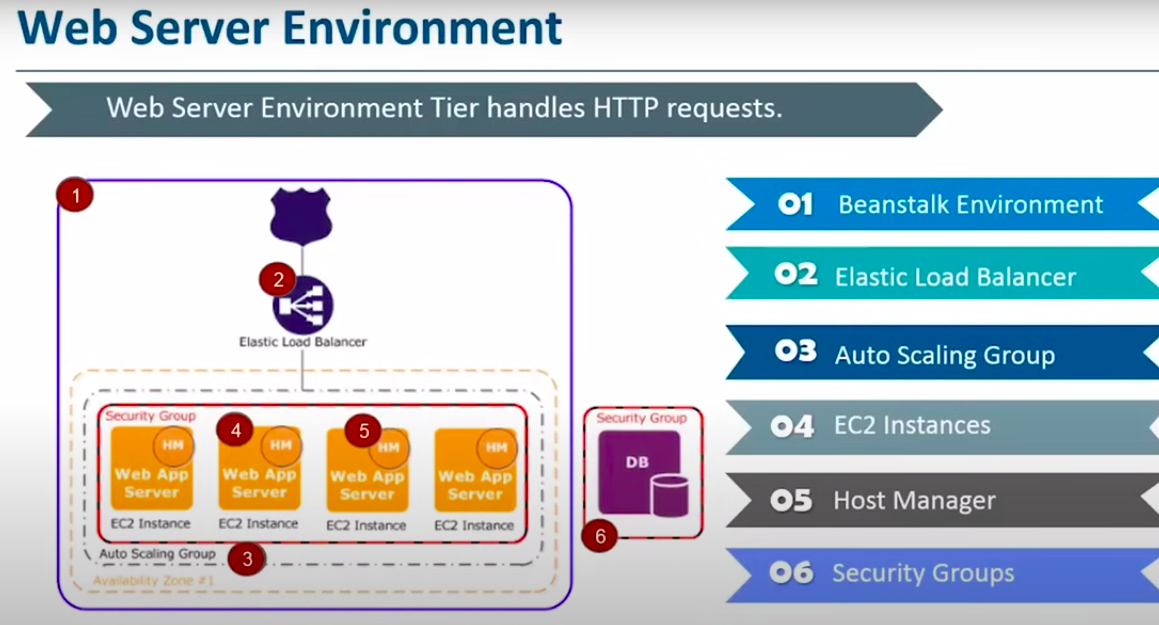 Web Server Environment
Web Server Environment Tier handles HTTP requests.
1
2
Elastic Load Balancer
Security Group
HM
Web App
Server
EC2 Instance
4
HM
Web App
Server
EC2 Instance
5
HM
Web App
Server
EC2 Instance
HM
Web App
Server
EC2 Instance
Auto Scaling Group
3
Availability Zone #1
Security Group
DB
6
01 Beanstalk Environment
02 Elastic Load Balancer
03 Auto Scaling Group
04 EC2 Instances
05 Host Manager
06 Security Groups